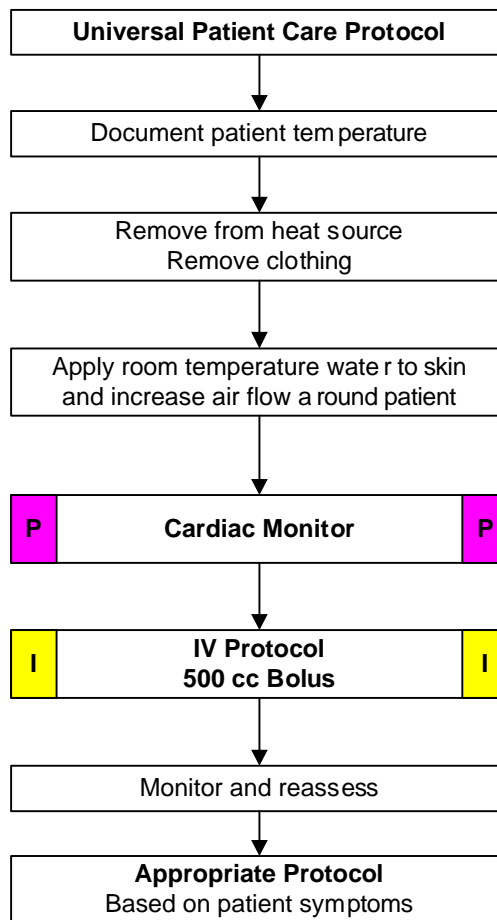 Universal Patient Care Protocol
Document patient temperature
Remove from heat source
Remove clothing
Apply room temperature water to skin
and increase air flow around patient
P Cardiac Monitor P
I IV Protocol I
500 cc Bolus
Monitor and reassess
Appropriate Protocol
Based on patient symptoms